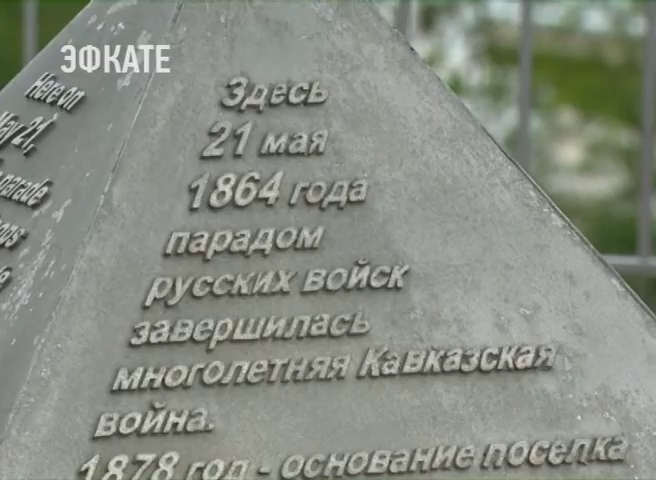 ЭФКАТЕ
Here on
May 21,
parade
Здесь
21 мая
1864 года
парадом
русских войск
завершилась
многолетняя Кавказская
война.
1878 год - основание поселка